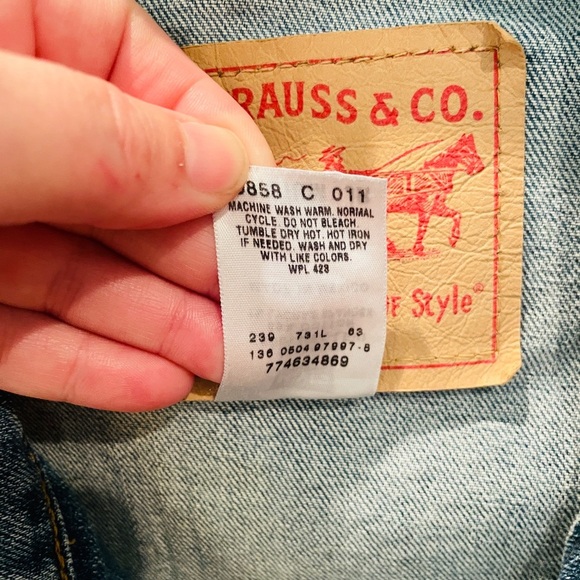 RAUSS & CO.
858 C 011
MACHINE WASH WARM. NORMAL
CYCLE. DO NOT BLEACH.
TUMBLE DRY HOT. HOT IRON
IF NEEDED. WASH AND DRY
WITH LIKE COLORS.
WPL 423
Style®
239 731L 63
136 0504 97997-8
774634869